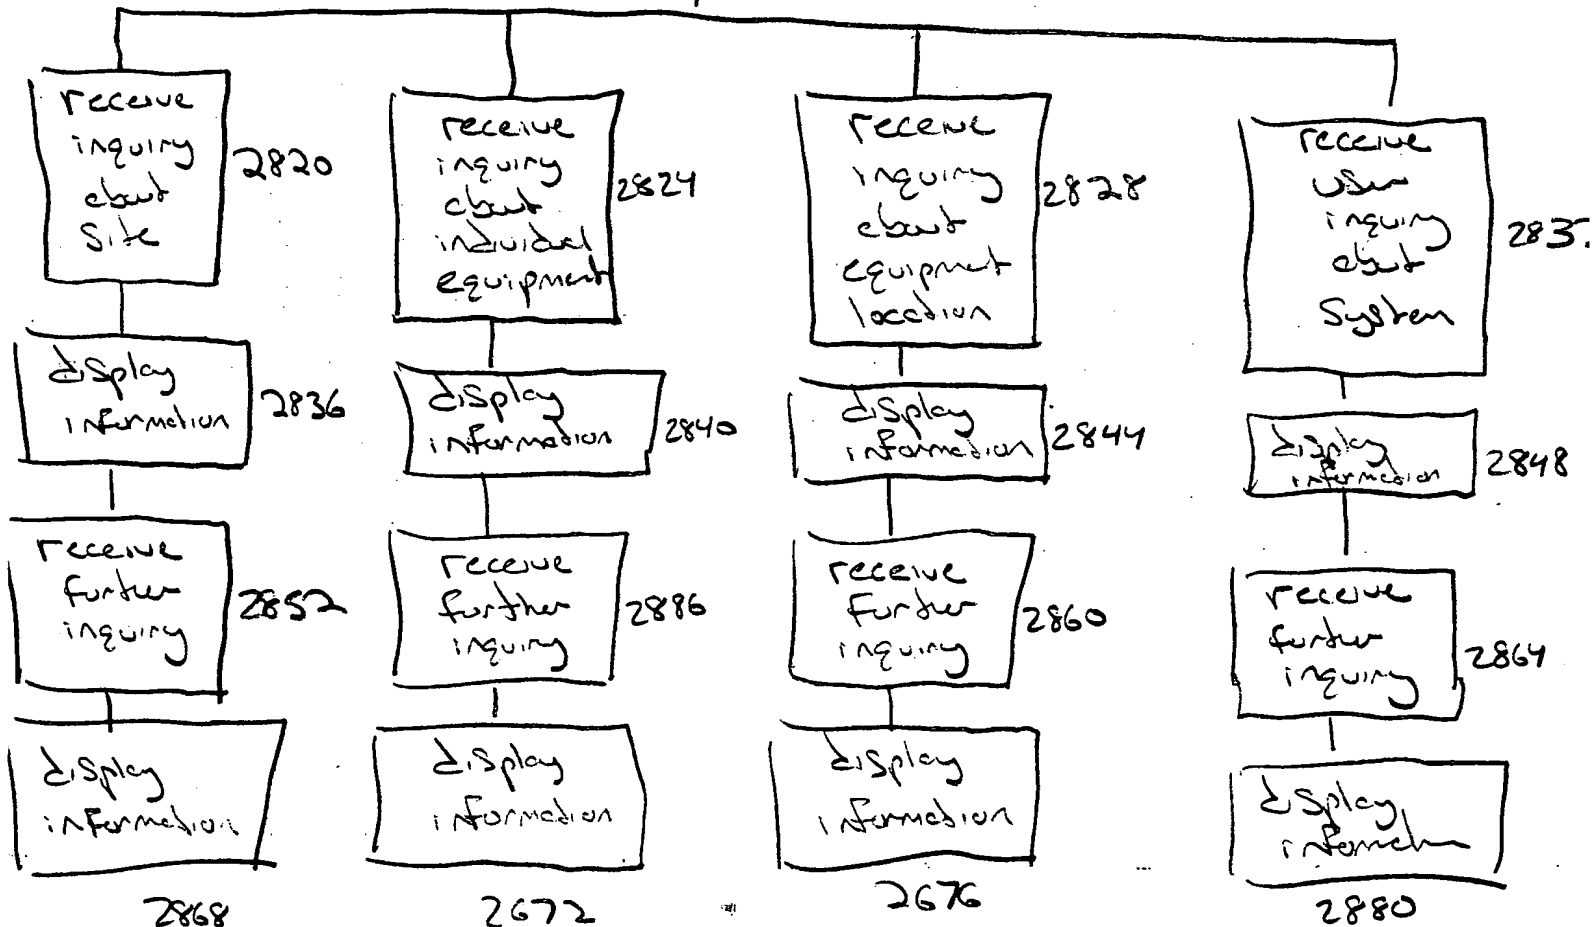 receive
inquiry
about
site
2820
receive
inquiry
about
individual
equipment
2824
receive
inquiry
about
equipment
location
2828
receive
user
inquiry
about
system
display
information
2836
display
information
2840
display
information
2844
display
information
2848
receive
further
inquiry
2852
receive
further
inquiry
2886
receive
further
inquiry
2860
receive
further
inquiry
2864
display
information
2868
display
information
2672
display
information
2676
display
information
2880